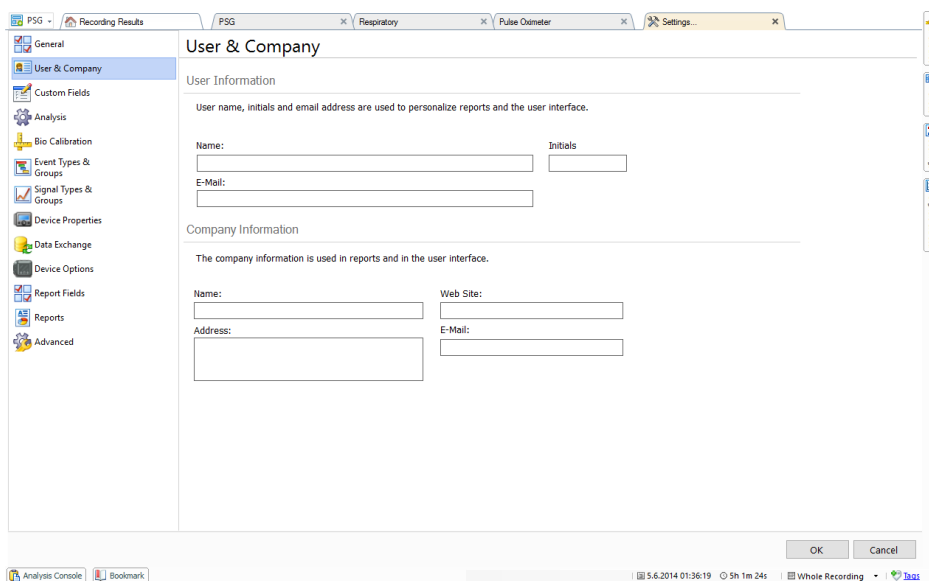 PSG
Recording Results
PSG
Respiratory
Pulse Oximeter
Settings...
General
User & Company
Custom Fields
Analysis
Bio Calibration
Event Types &
Groups
Signal Types &
Groups
Device Properties
Data Exchange
Device Options
Report Fields
Reports
Advanced
User & Company
User Information
User name, initials and email address are used to personalize reports and the user interface.
Name:
Initials
E-Mail:
Company Information
The company information is used in reports and in the user interface.
Name:
Web Site:
Address:
E-Mail:
OK
Cancel
Analysis Console
Bookmark
5.6.2014 01:36:19
5h 1m 24s
Whole Recording
Tags